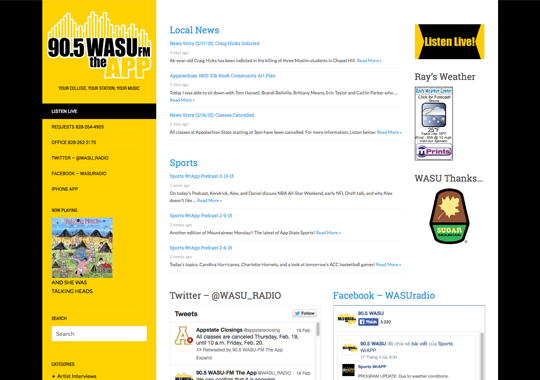 90.5 WASU FM
the APP
YOUR COLLEGE, YOUR STATION, YOUR MUSIC
LISTEN LIVE
REQUESTS 828-264-4905
OFFICE 828-262-3170
TWITTER – @WASU_RADIO
FACEBOOK – WASURADIO
IPHONE APP
NOW PLAYING
AND SHE WAS
TALKING HEADS
SEARCH
Search
CATEGORIES
Artist Interviews
Local News
News Story (2/17/15): Craig Hicks Indicted
4 days ago
46-year-old Craig Hicks has been indicted in the killing of three Muslim students in Chapel Hill. Read More »
Appalachian 1805: Elk Knob Community Art Plan
5 days ago
Today I was able to sit down with Tom Hansell, Brandi Bellville, Brittany Means, Erin Taylor and Caitlin Parker who ...
Read More »
News Story (2/16/15): Classes Cancelled
5 days ago
All classes at Appalachian State starting at 3pm have been cancelled. For more information, Listen below: Read More »
Sports
Sports WrApp Podcast 2-13-15
1 week ago
On today's Podcast, Kendrick, Alex, and Daniel discuss NBA All-Star Weekend, early NFL Draft talk, and why Alex
doesn't like ... Read More »
Sports WrApp Podcast 2-9-15
2 weeks ago
Another edition of Mountaineer Monday!! The latest of App State Sports! Read More »
Sports WrApp Podcast 2-6-15
2 weeks ago
Today's topics: Carolina Hurricanes, Charlotte Hornets, and a look at tomorrow's ACC basketball games! Read More »
Twitter – @WASU_RADIO
Tweets
Follow
Appstate Closings @appstateclosing 18 Feb
All classes are canceled Thursday, Feb. 19,
until 10 a.m. Friday, Feb. 20.
Retweeted by 90.5 WASU-FM The App
Expand
90.5 WASU-FM The App @WASU_RADIO 18 Feb
We can confirm that it is snowing
Facebook – WASUradio
90.5 WASU
Thích 3.220
90.5 WASU đã chia sẻ bài viết của Sports
WrAPP.
17 Tháng 2 lúc
Sports WrAPP
PROGRAM UPDATE: Due to weather conditions,
Listen Live!
Ray's Weather
Ray's Weather Center
Click for Forecast
Boone
25°F
Prints
WASU Thanks…
SUGAR